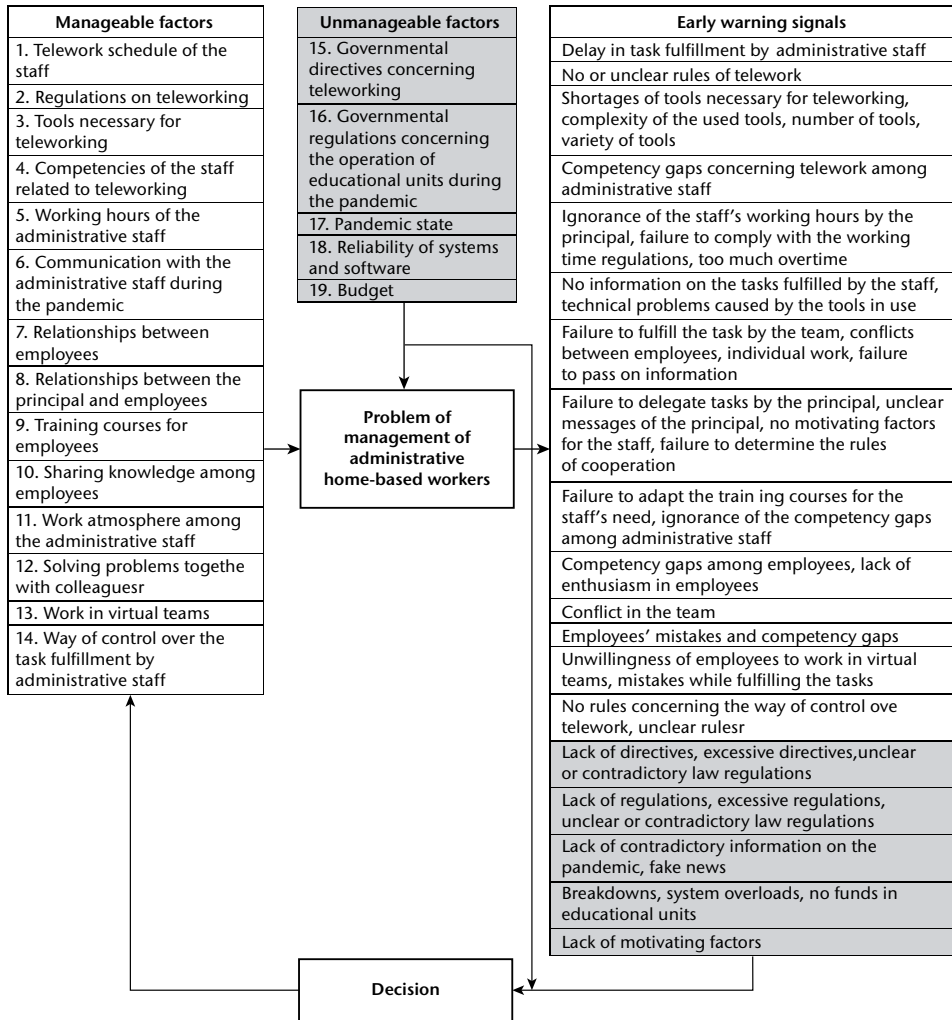 Manageable factors
1. Telework schedule of the
staff
2. Regulations on teleworking
3. Tools necessary for
teleworking
4. Competencies of the staff
related to teleworking
5. Working hours of the
administrative staff
6. Communication with the
administrative staff during
the pandemic
7. Relationships between
employees
8. Relationships between the
principal and employees
9. Training courses for
employees
10. Sharing knowledge among
employees
11. Work atmosphere among
the administrative staff
12. Solving problems togethe
with colleaguesr
13. Work in virtual teams
14. Way of control over the
task fulfillment by
administrative staff
Unmanageable factors
15. Governmental
directives concerning
teleworking
16. Governmental
regulations concerning
the operation of
educational units during
the pandemic
17. Pandemic state
18. Reliability of systems
and software
19. Budget
Problem of
management of
administrative
home-based workers
Early warning signals
Delay in task fulfillment by administrative staff
No or unclear rules of telework
Shortages of tools necessary for teleworking,
complexity of the used tools, number of tools,
variety of tools
Competency gaps concerning telework among
administrative staff
Ignorance of the staff's working hours by the
principal, failure to comply with the working
time regulations, too much overtime
No information on the tasks fulfilled by the staff,
technical problems caused by the tools in use
Failure to fulfill the task by the team, conflicts
between employees, individual work, failure
to pass on information
Failure to delegate tasks by the principal, unclear
messages of the principal, no motivating factors
for the staff, failure to determine the rules
of cooperation
Failure to adapt the train ing courses for the
staff's need, ignorance of the competency gaps
among administrative staff
Competency gaps among employees, lack of
enthusiasm in employees
Conflict in the team
Employees' mistakes and competency gaps
Unwillingness of employees to work in virtual
teams, mistakes while fulfilling the tasks
No rules concerning the way of control ove
telework, unclear rulesr
Lack of directives, excessive directives,unclear
or contradictory law regulations
Lack of regulations, excessive regulations,
unclear or contradictory law regulations
Lack of contradictory information on the
pandemic, fake news
Breakdowns, system overloads, no funds in
educational units
Lack of motivating factors
Decision